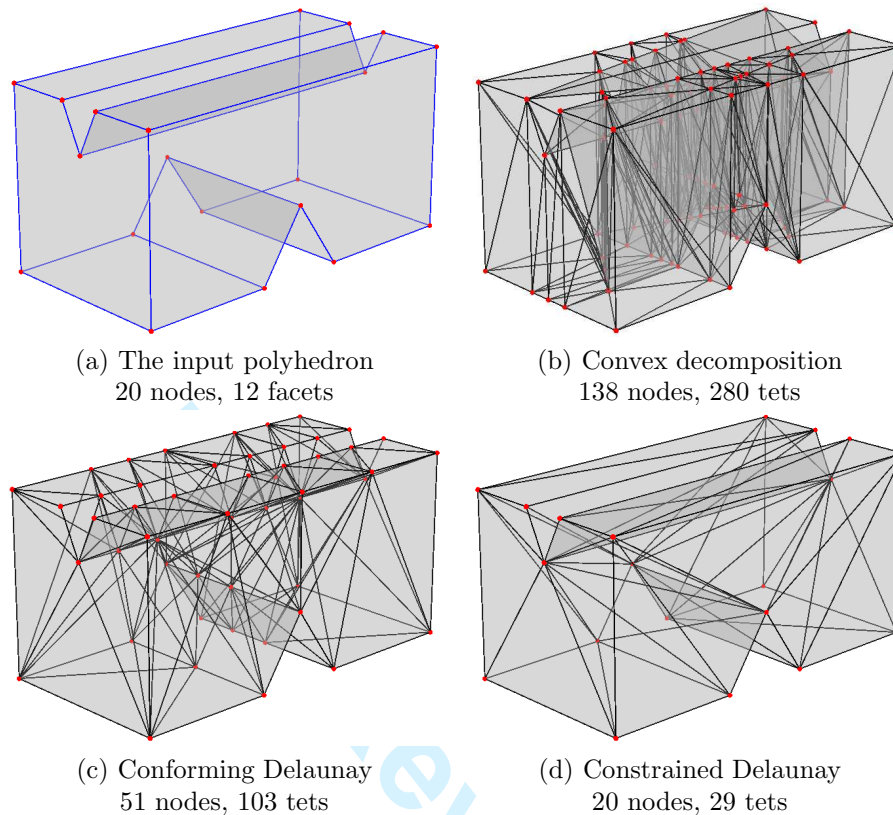 (a) The input polyhedron
20 nodes, 12 facets
(b) Convex decomposition
138 nodes, 280 tets
(c) Conforming Delaunay
51 nodes, 103 tets
(d) Constrained Delaunay
20 nodes, 29 tets